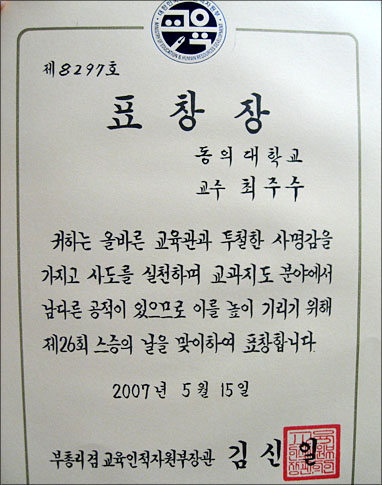 교육
제8297호
표창장
동의대학교
교수 최주수
귀하는 올바른 교육관과 투철한 사명감을
가지고 사도를 실천하며 교과지도 분야에서
남다른 공적이 있으므로 이를 높이 기리기 위해
제26회 스승의 날을 맞이하여 표창합니다.
2007년 5월 15일
부총리겸 교육인적자원부장관 김신일